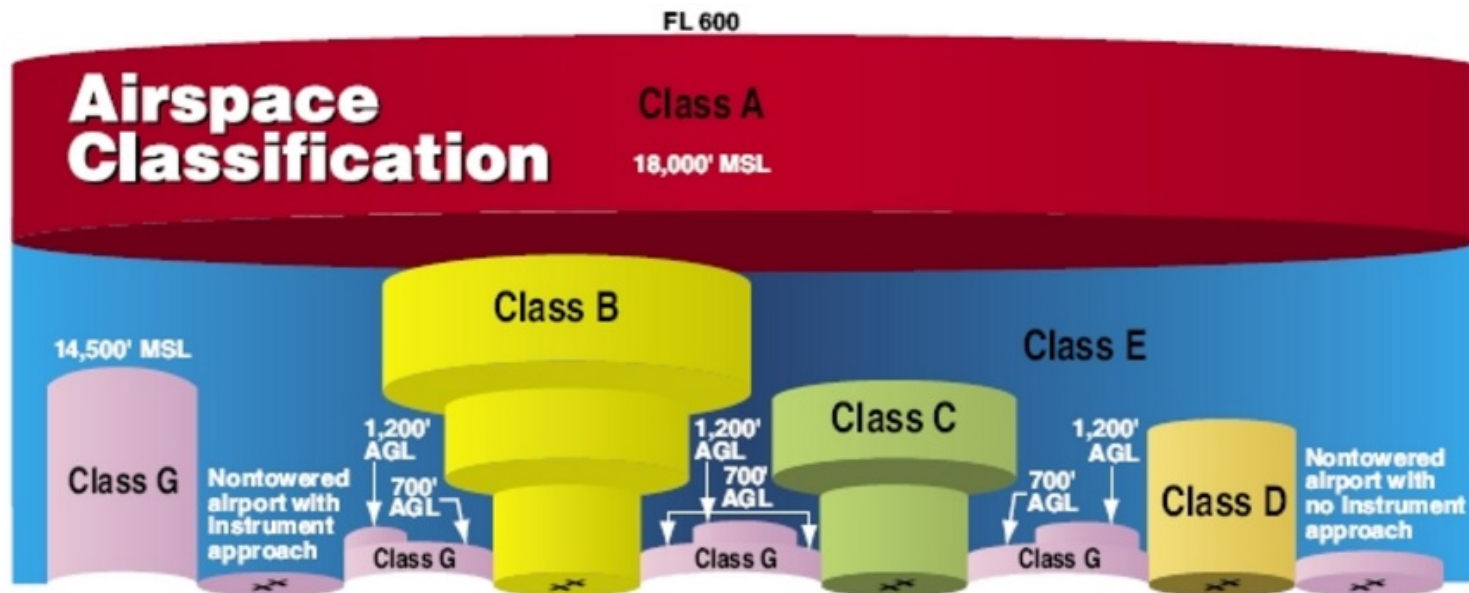 FL 600
Airspace
Classification
Class A
18,000' MSL
Class B
14,500' MSL
Class E
Class C
1,200'
AGL
1,200'
AGL
1,200'
AGL
Class G
Nontowered
airport with
Instrument
approach
700'
AGL
700'
AGL
700'
AGL
Class D
Nontowered
airport with
no Instrument
approach
Class G
Class G
Class G